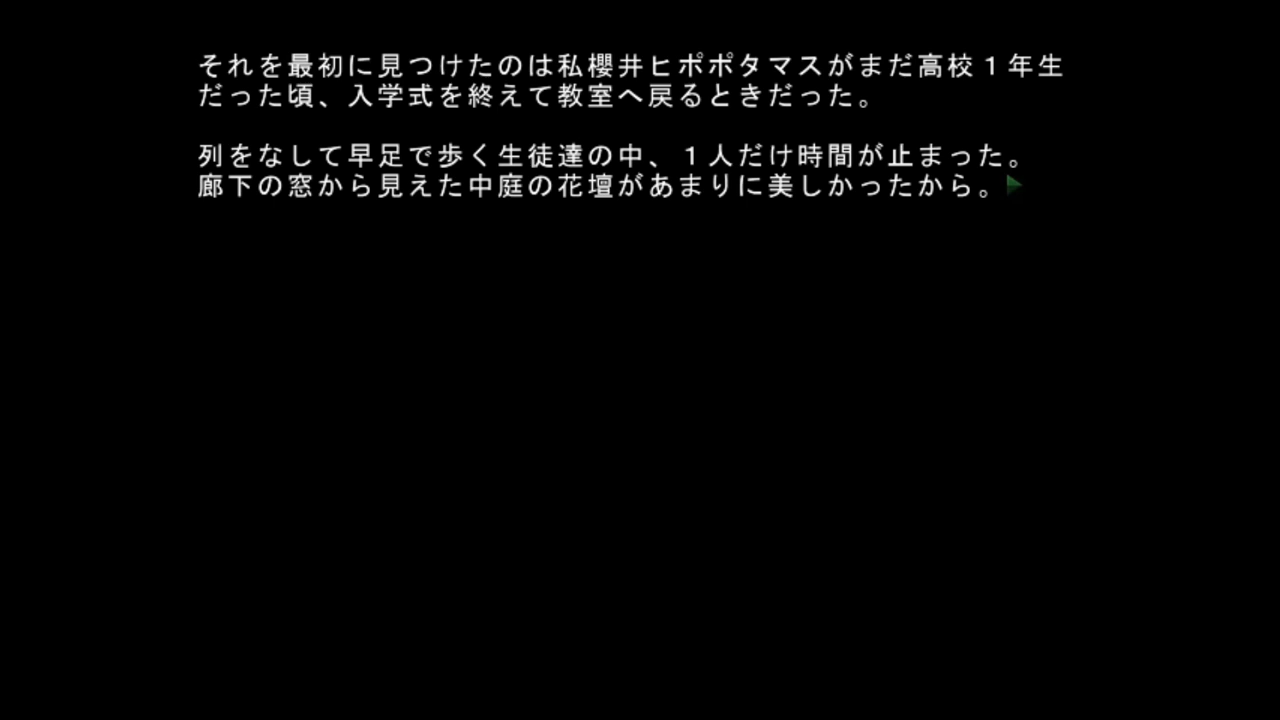 それを最初に見つけたのは私櫻井ヒポポタマスがまだ高校１年生
だった頃、入学式を終えて教室へ戻るときだった。
列をなして早足で歩く生徒達の中、１人だけ時間が止まった。
廊下の窓から見えた中庭の花壇があまりに美しかったから。